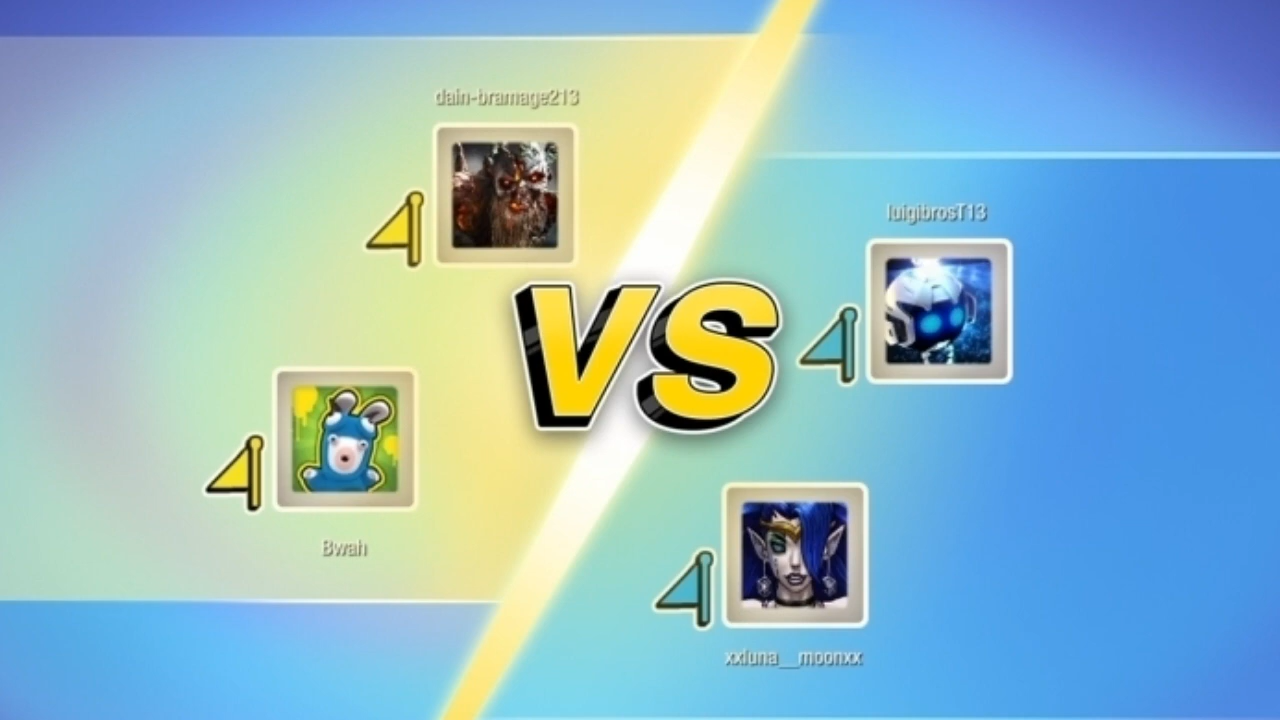 dain-bramage213
luigibrosT13
VS
Bwah
xxluna__moonxx